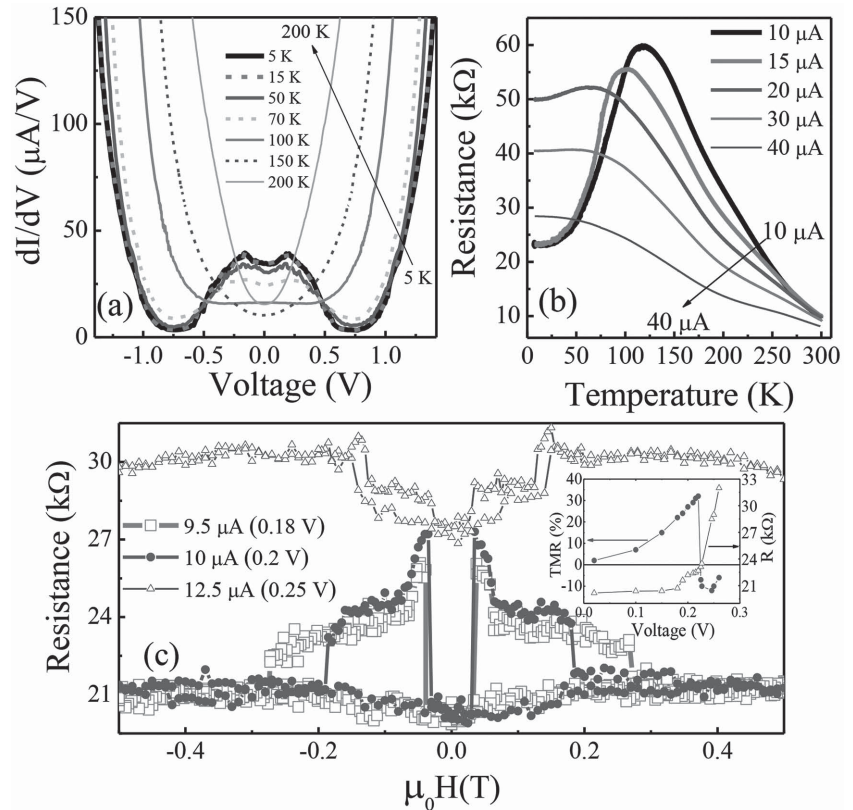 150
100
50
0
dI/dV (μA/V)
200 K
5 K
15 K
50 K
70 K
100 K
150 K
200 K
5 K
(a)
-1.0
-0.5
0.0
0.5
1.0
Voltage (V)
60
50
40
30
20
10
Resistance (kΩ)
10 μA
15 μA
20 μA
30 μA
40 μA
10 μA
40 μA
(b)
0
50
100
150
200
250
300
Temperature (K)
30
27
24
21
Resistance (kΩ)
9.5 μA (0.18 V)
10 μA (0.2 V)
12.5 μA (0.25 V)
(c)
40
30
20
10
0
-10
TMR (%)
33
30
27
24
21
R (kΩ)
0.0
0.1
0.2
0.3
Voltage (V)
-0.4
-0.2
0.0
0.2
0.4
μ₀H(T)